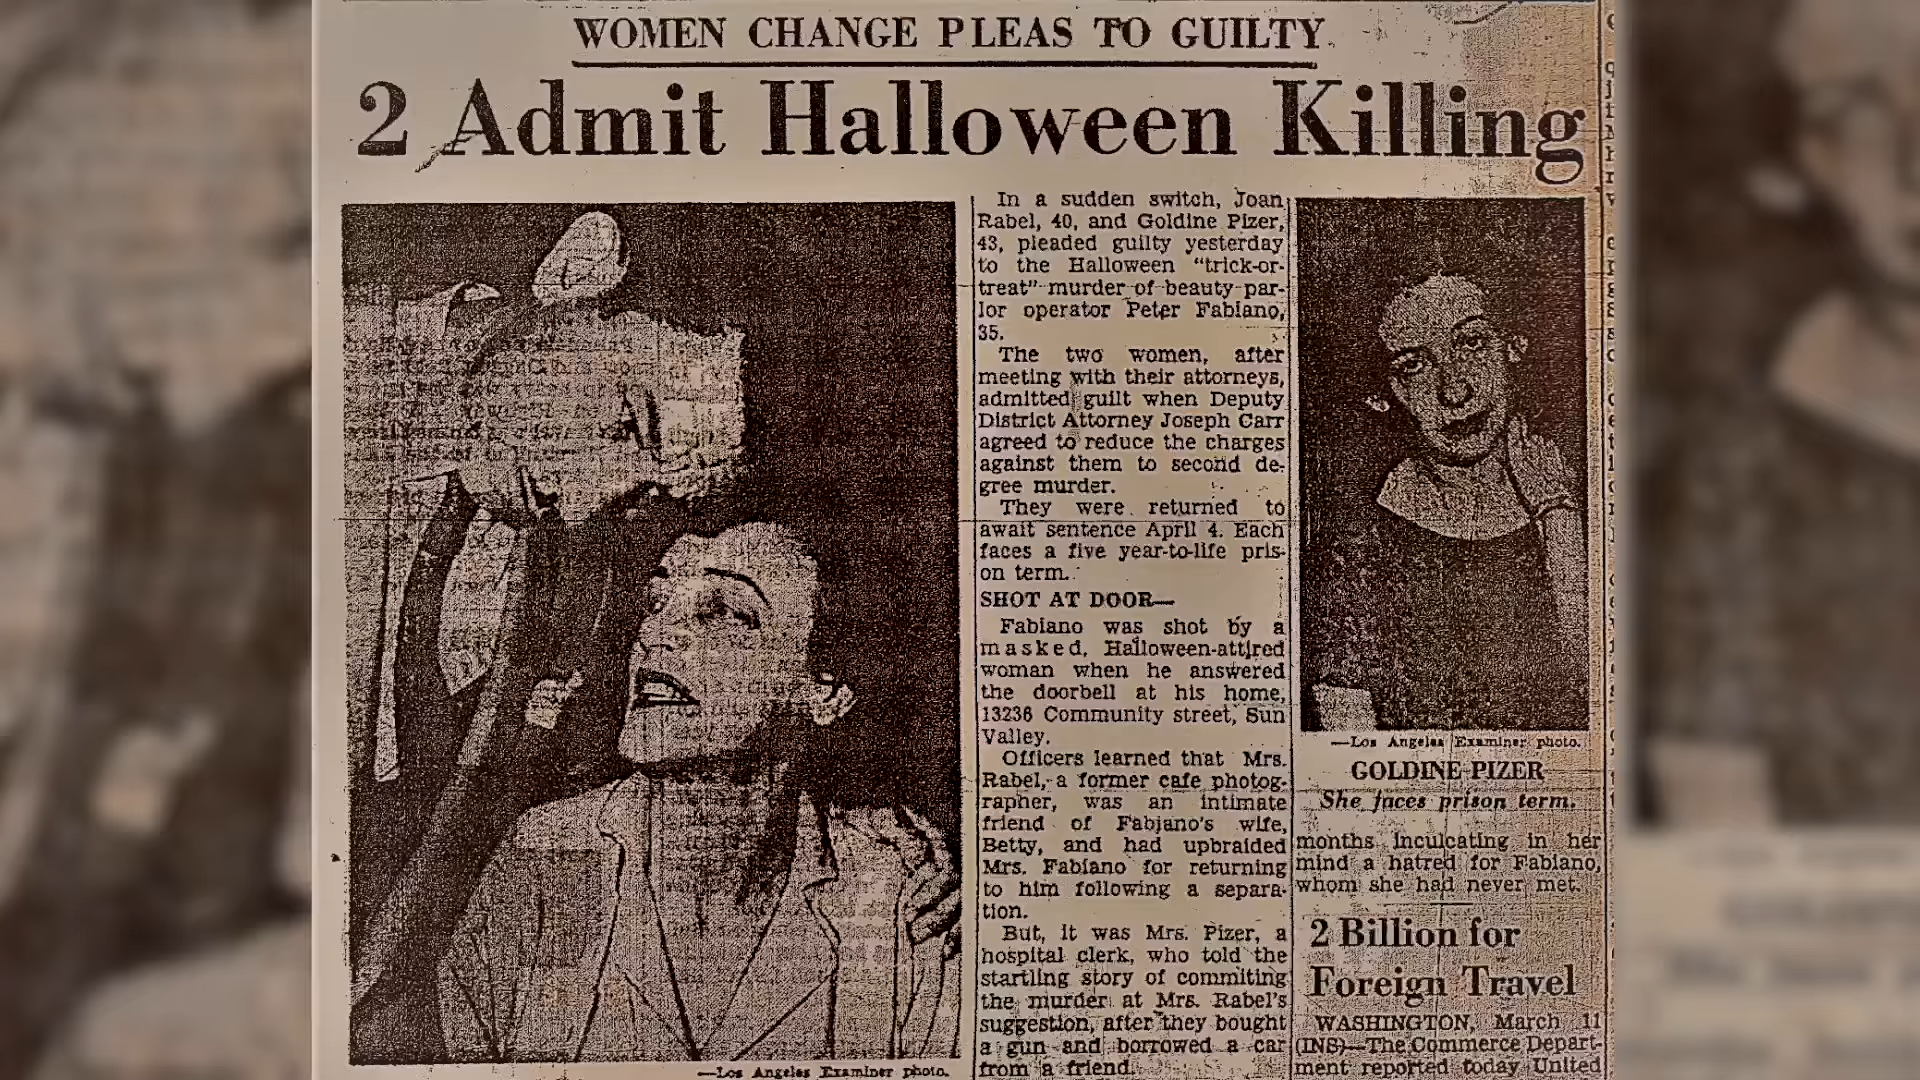 WOMEN CHANGE PLEAS TO GUILTY
2 Admit Halloween Killing
In a sudden switch, Joan
Rabel, 40, and Goldine Pizer,
43, pleaded guilty yesterday
to the Halloween "trick-or-
treat" murder of beauty par-
lor operator Peter Fabiano,
35.
The two women, after
meeting with their attorneys,
admitted guilt when Deputy
District Attorney Joseph Carr
agreed to reduce the charges
against them to second de-
gree murder.
They were returned to
await sentence April 4. Each
faces a five year-to-life pris-
on term.
SHOT AT DOOR—
Fabiano was shot by a
masked, Halloween-attired
woman when he answered
the doorbell at his home,
13236 Community street, Sun
Valley.
Officers learned that Mrs.
Rabel, a former cafe photog-
rapher, was an intimate
friend of Fabiano's wife,
Betty, and had upbraided
Mrs. Fabiano for returning
to him following a separa-
tion.
But, it was Mrs. Pizer, a
hospital clerk, who told the
startling story of commiting
the murder at Mrs. Rabel's
suggestion, after they bought
a gun and borrowed a car
from a friend.
—Los Angeles Examiner photo.
—Los Angeles Examiner photo.
GOLDINE PIZER
She faces prison term.
months inculcating in her
mind a hatred for Fabiano,
whom she had never met.
2 Billion for
Foreign Travel
WASHINGTON, March 11
(INS)—The Commerce Depart-
ment reported today United